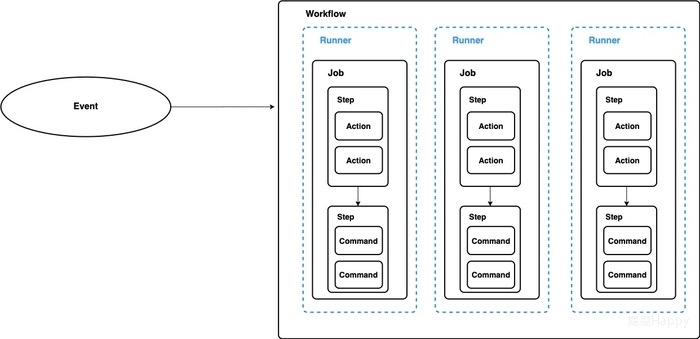 Workflow
Runner
Runner
Runner
Job
Job
Job
Event
Step
Action
Action
Step
Action
Action
Step
Action
Action
Step
Command
Command
Step
Command
Command
Step
Command
Command